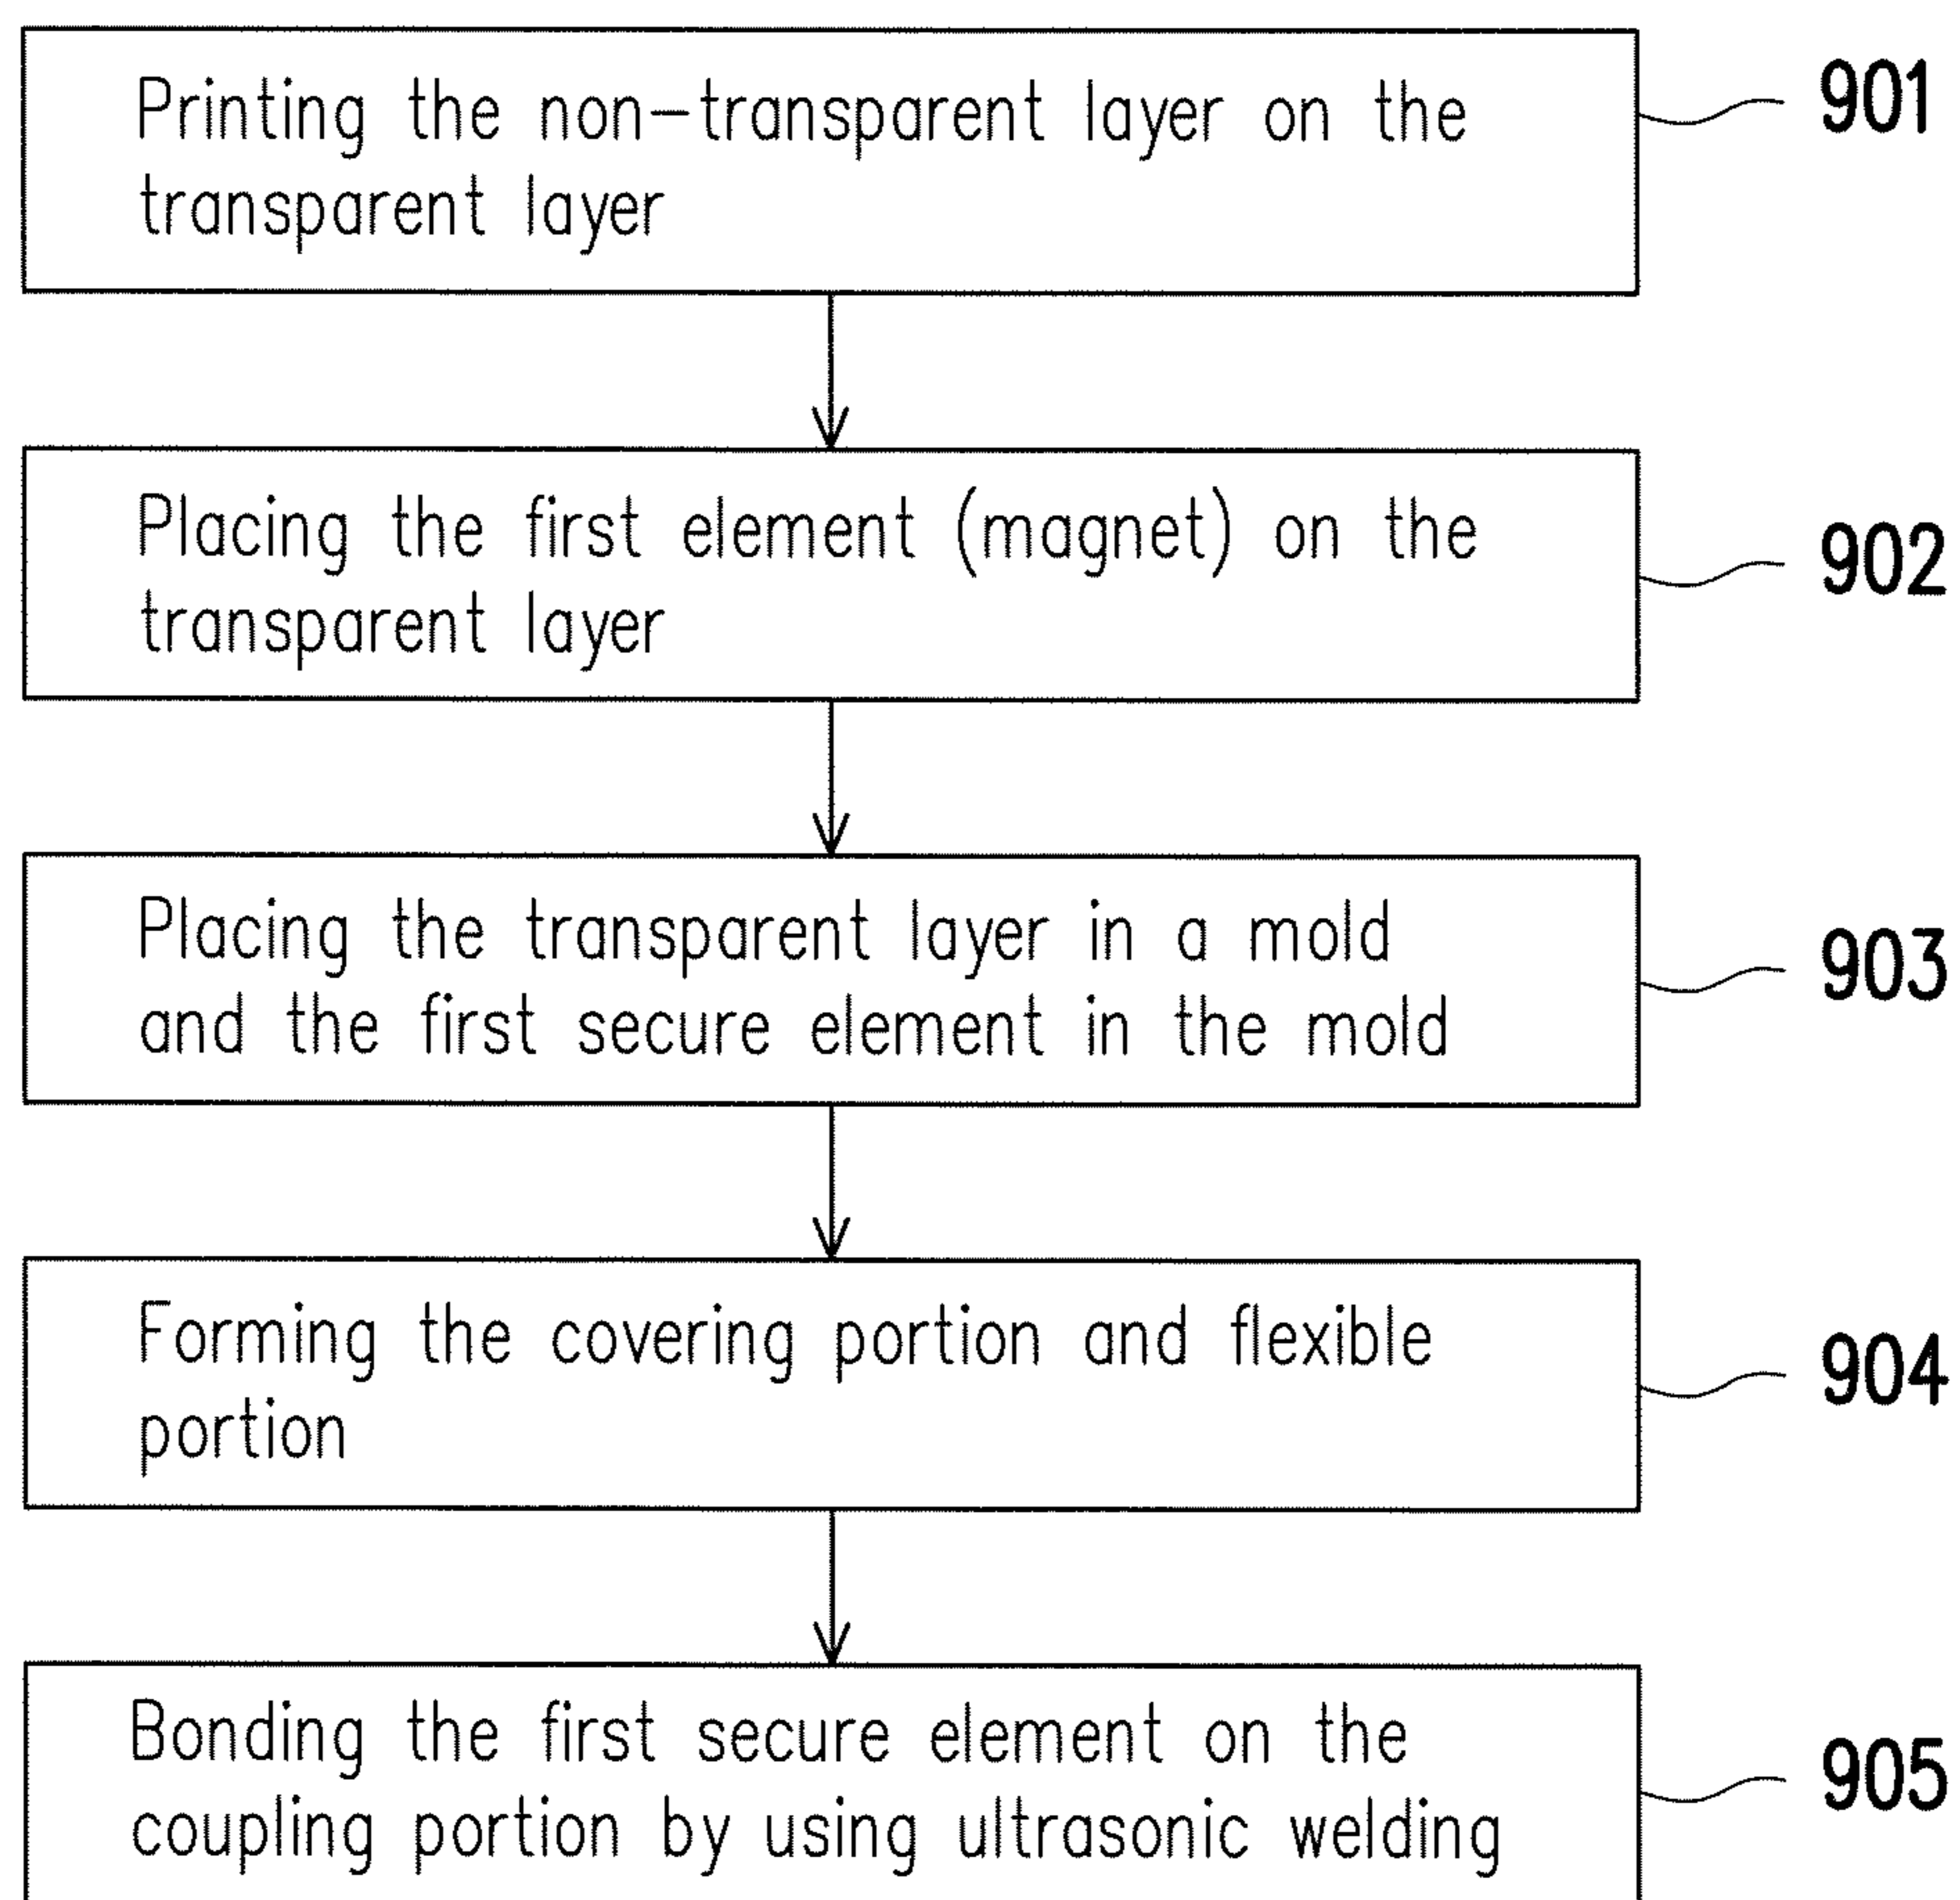 Printing the non-transparent layer on the
transparent layer
901
Placing the first element (magnet) on the
transparent layer
902
Placing the transparent layer in a mold
and the first secure element in the mold
903
Forming the covering portion and flexible
portion
904
Bonding the first secure element on the
coupling portion by using ultrasonic welding
905